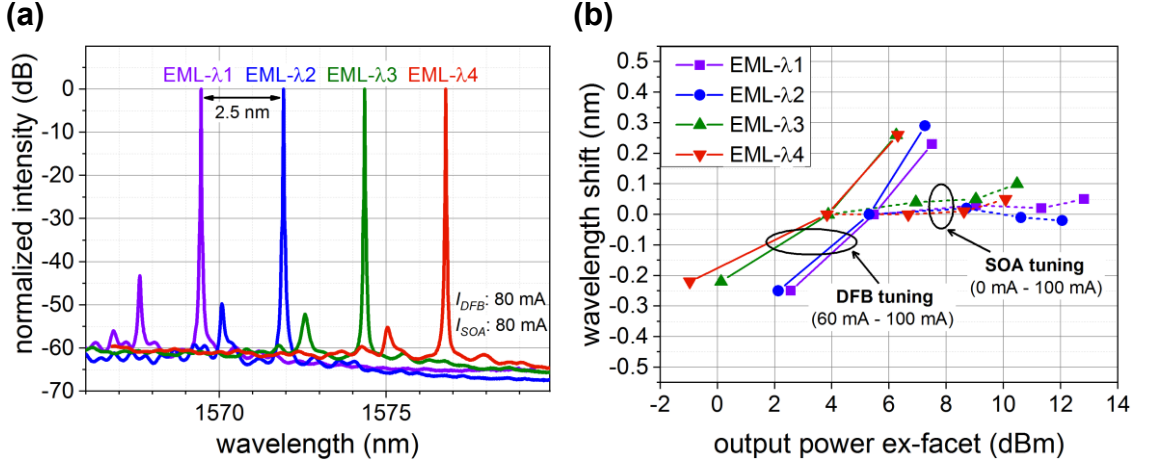 (a)
normalized intensity (dB)
0
-10
-20
-30
-40
-50
-60
-70
EML-λ1 EML-λ2 EML-λ3 EML-λ4
2.5 nm
I_DFB: 80 mA
I_SOA: 80 mA
1570 1575
wavelength (nm)
(b)
wavelength shift (nm)
0.5
0.4
0.3
0.2
0.1
0.0
-0.1
-0.2
-0.3
-0.4
-0.5
EML-λ1
EML-λ2
EML-λ3
EML-λ4
SOA tuning
(0 mA - 100 mA)
DFB tuning
(60 mA - 100 mA)
-2 0 2 4 6 8 10 12 14
output power ex-facet (dBm)